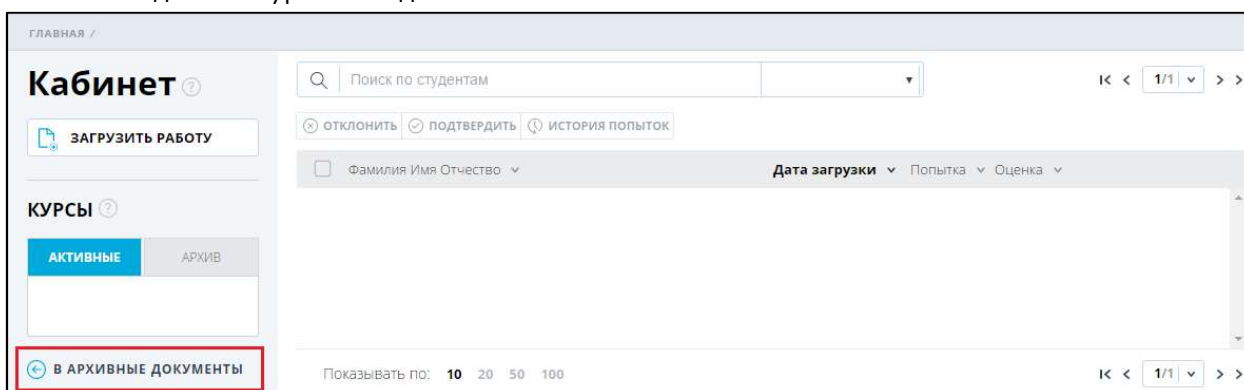 ГЛАВНАЯ /
Кабинет ?
ЗАГРУЗИТЬ РАБОТУ
КУРСЫ ?
АКТИВНЫЕ АРХИВ
В АРХИВНЫЕ ДОКУМЕНТЫ
Поиск по студентам
1/1
ОТКЛОНИТЬ ПОДТВЕРДИТЬ ИСТОРИЯ ПОПЫТОК
Фамилия Имя Отчество Дата загрузки Попытка Оценка
Показывать по: 10 20 50 100
1/1